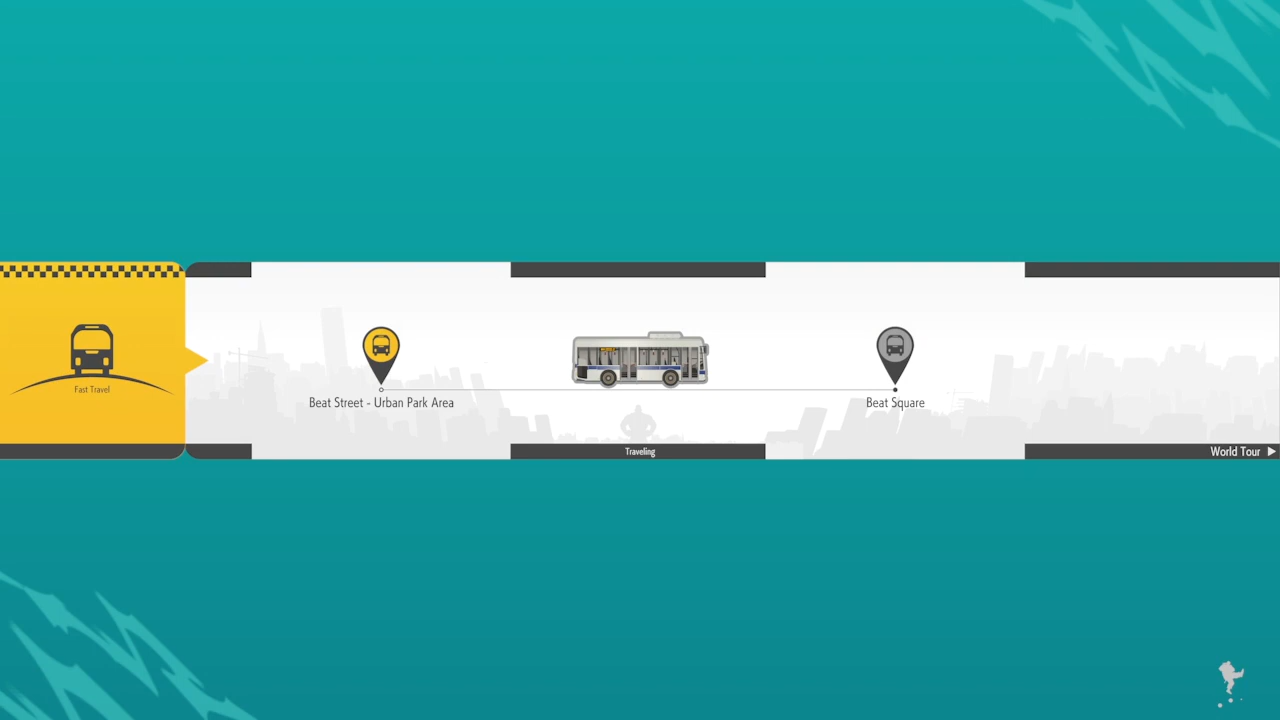 Fast Travel
Beat Street - Urban Park Area
Beat Square
Traveling
World Tour